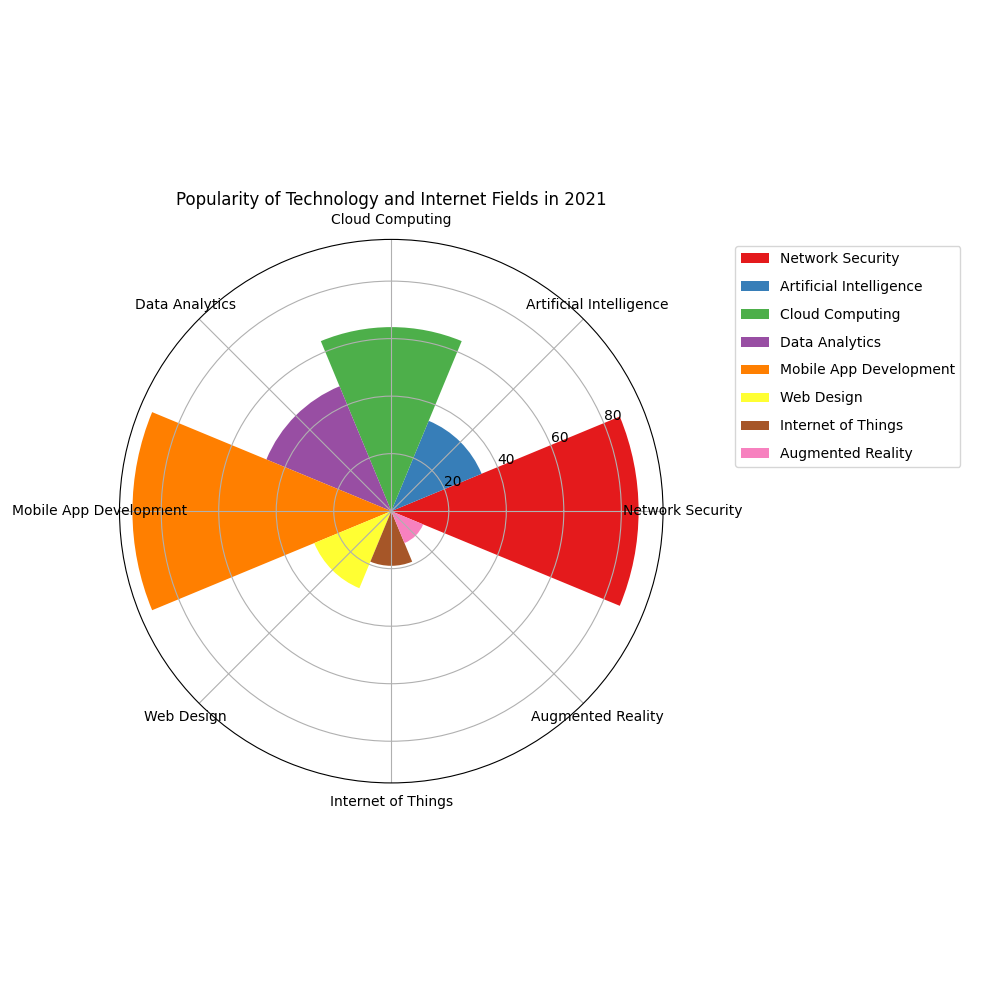 Popularity of Technology and Internet Fields in 2021
Cloud Computing
Data Analytics
Artificial Intelligence
Mobile App Development
Network Security
Web Design
Augmented Reality
Internet of Things
20
40
60
80
Network Security
Artificial Intelligence
Cloud Computing
Data Analytics
Mobile App Development
Web Design
Internet of Things
Augmented Reality